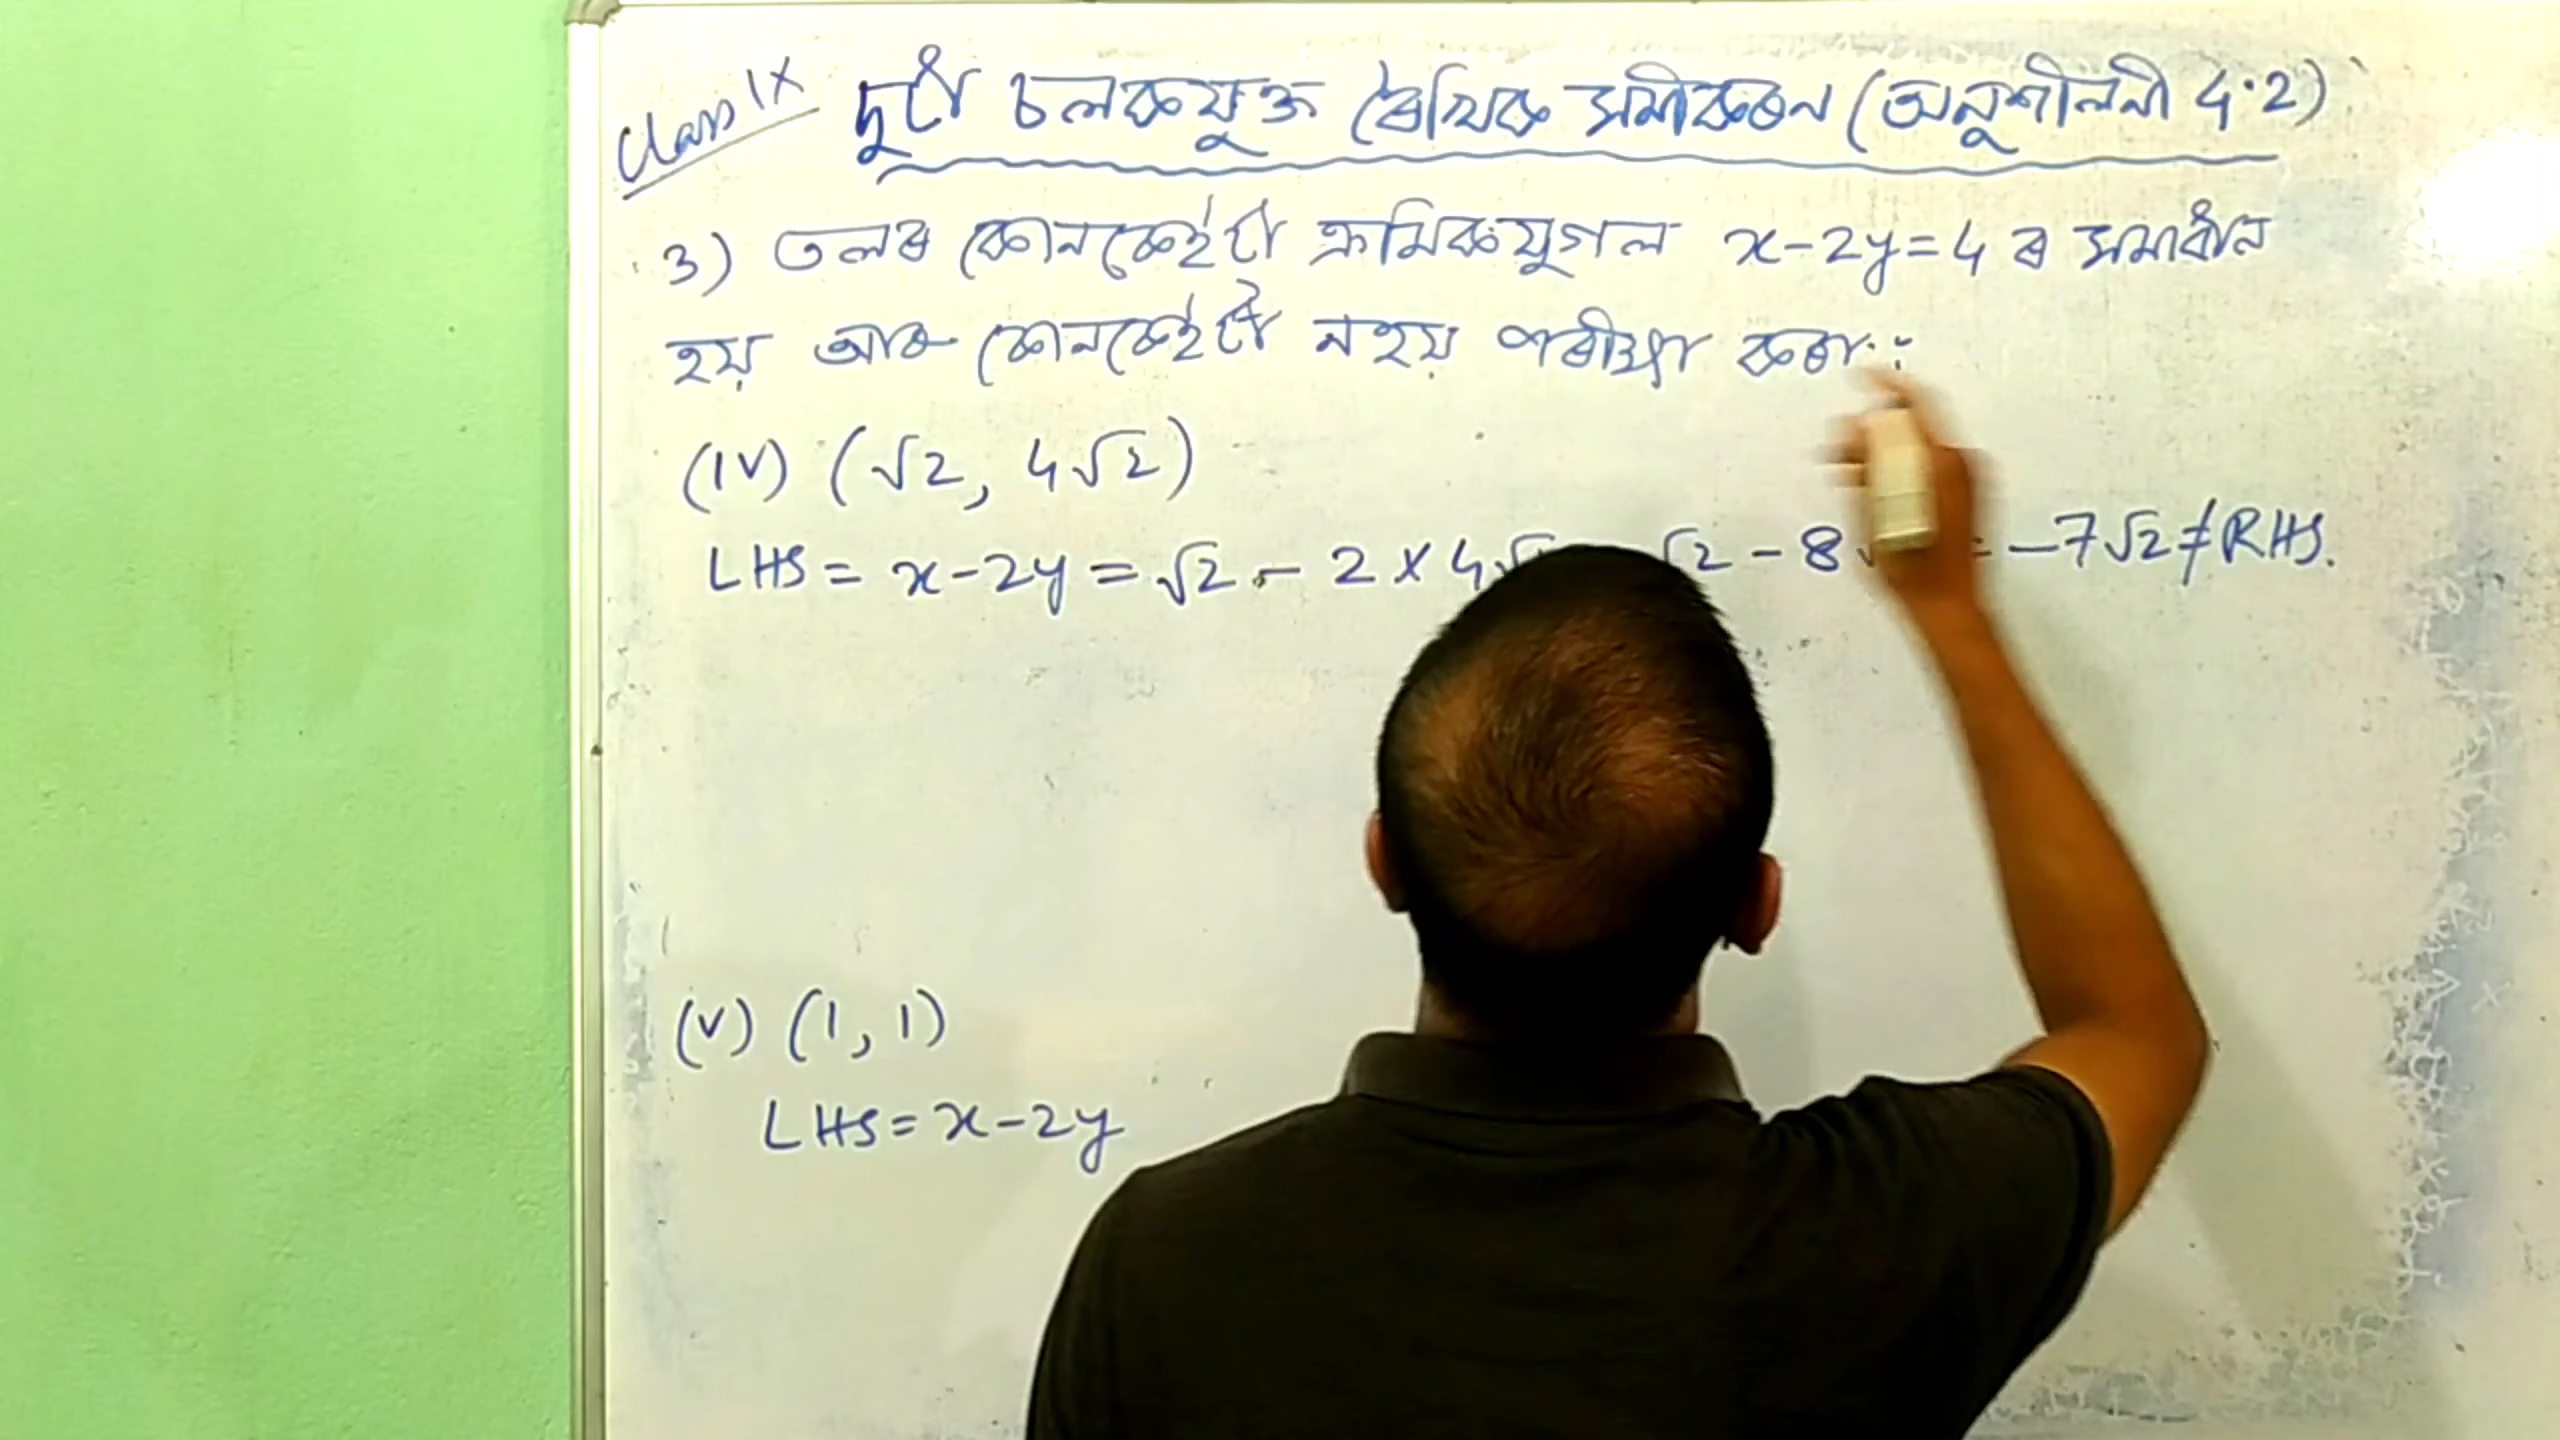 Class IX
দুটা চলকযুক্ত ৰৈখিক সমীকৰণ (অনুশীলনী 4.2)
3) তলৰ কোনকেইটা ক্ৰমিকযুগল x-2y=4 ৰ সমাধান
হয় আৰু কোনকেইটা নহয় পৰীক্ষা কৰা :
(IV) (√2, 4√2)
LHS = x-2y = √2 - 2 × 4√ √2 - 8 = -7√2 ≠ RHS.
(V) (1, 1)
LHS = x-2y